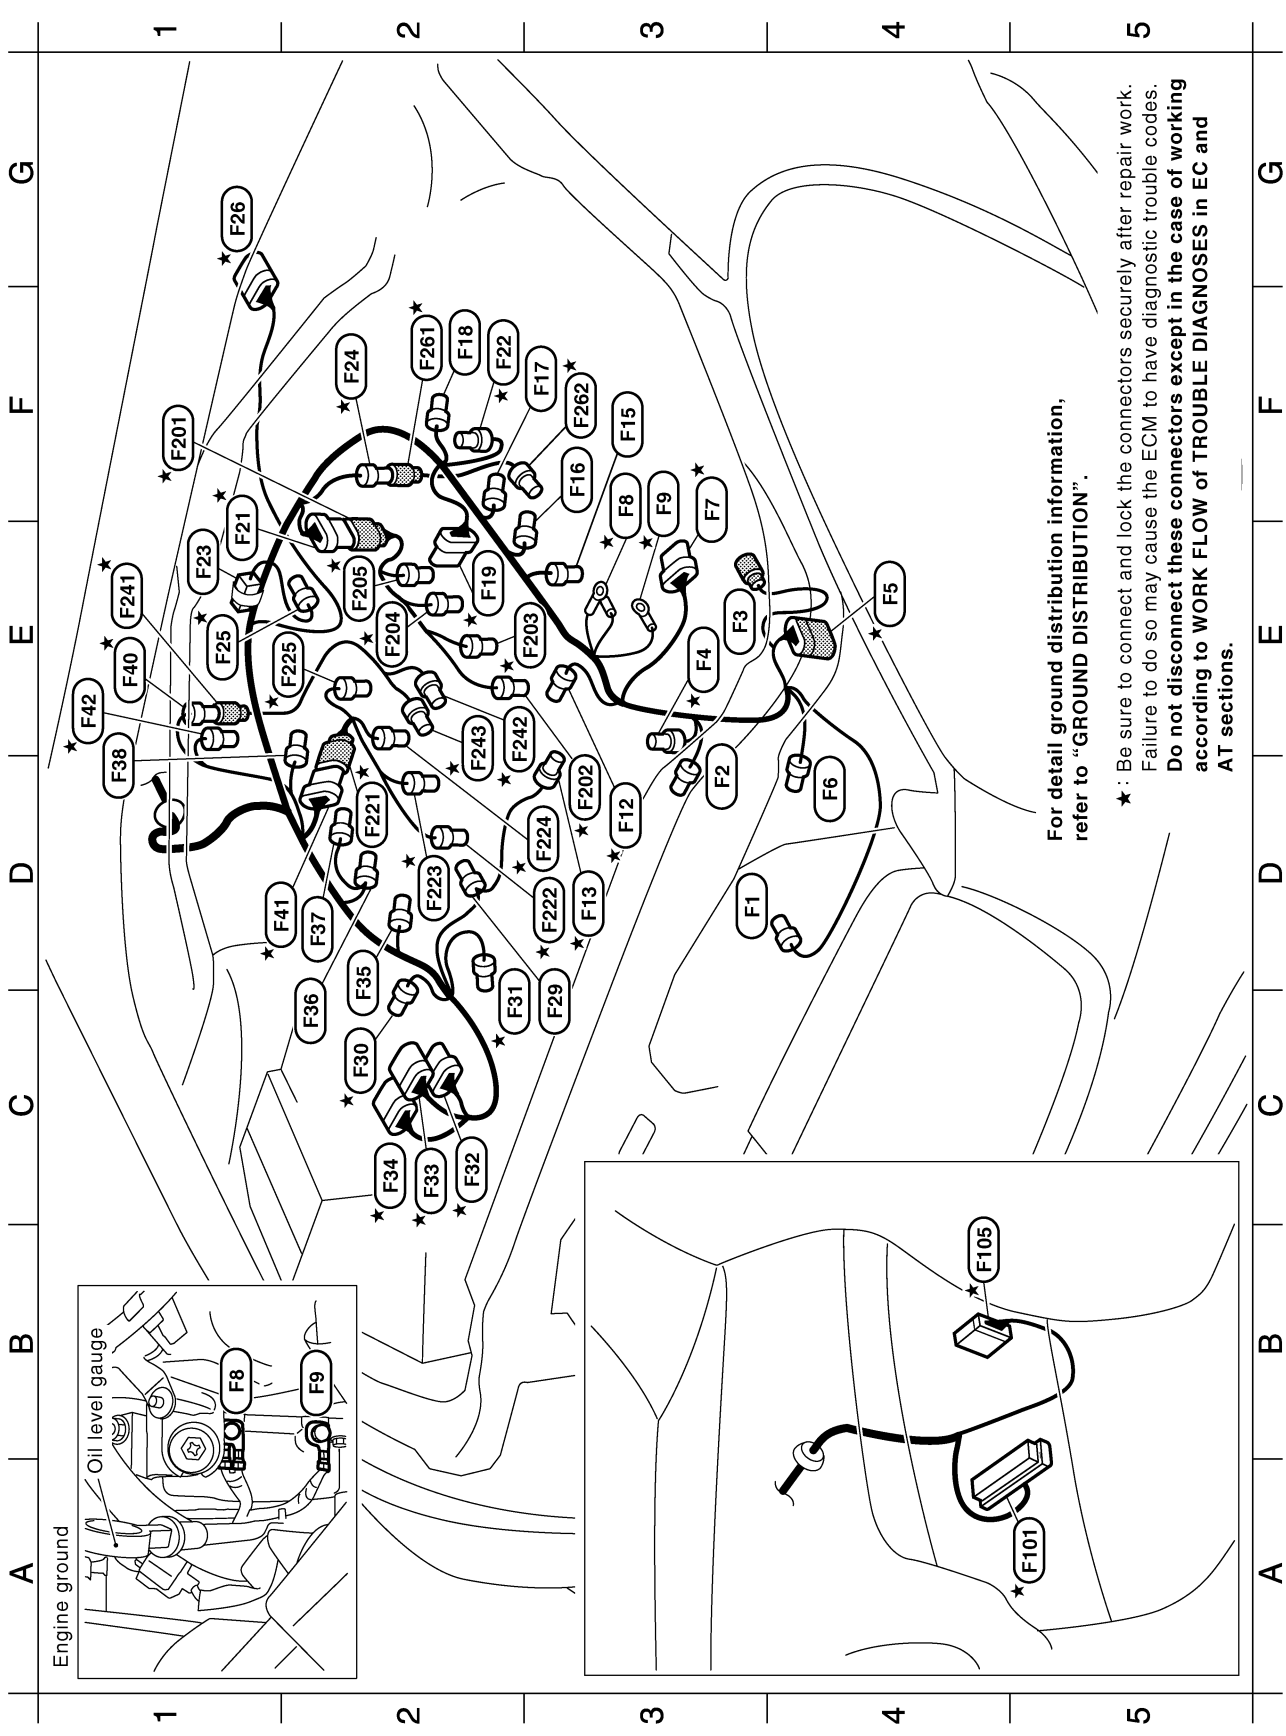 1
2
3
4
5
G
F
E
D
C
B
A
F26
F24
F261
F18
F22
F17
F262
F15
F16
F201
F21
F23
F241
F25
F40
F42
F38
F225
F205
F204
F19
F203
F8
F9
F7
F3
F5
F4
F2
F6
F12
F202
F242
F243
F224
F221
F223
F222
F13
F1
F41
F37
F35
F36
F31
F29
F30
F34
F33
F32
For detail ground distribution information,
refer to “GROUND DISTRIBUTION”.
★: Be sure to connect and lock the connectors securely after repair work.
Failure to do so may cause the ECM to have diagnostic trouble codes.
Do not disconnect these connectors except in the case of working
according to WORK FLOW of TROUBLE DIAGNOSES in EC and
AT sections.
Engine ground
Oil level gauge
F8
F9
F105
F101
1
2
3
4
5
G
F
E
D
C
B
A